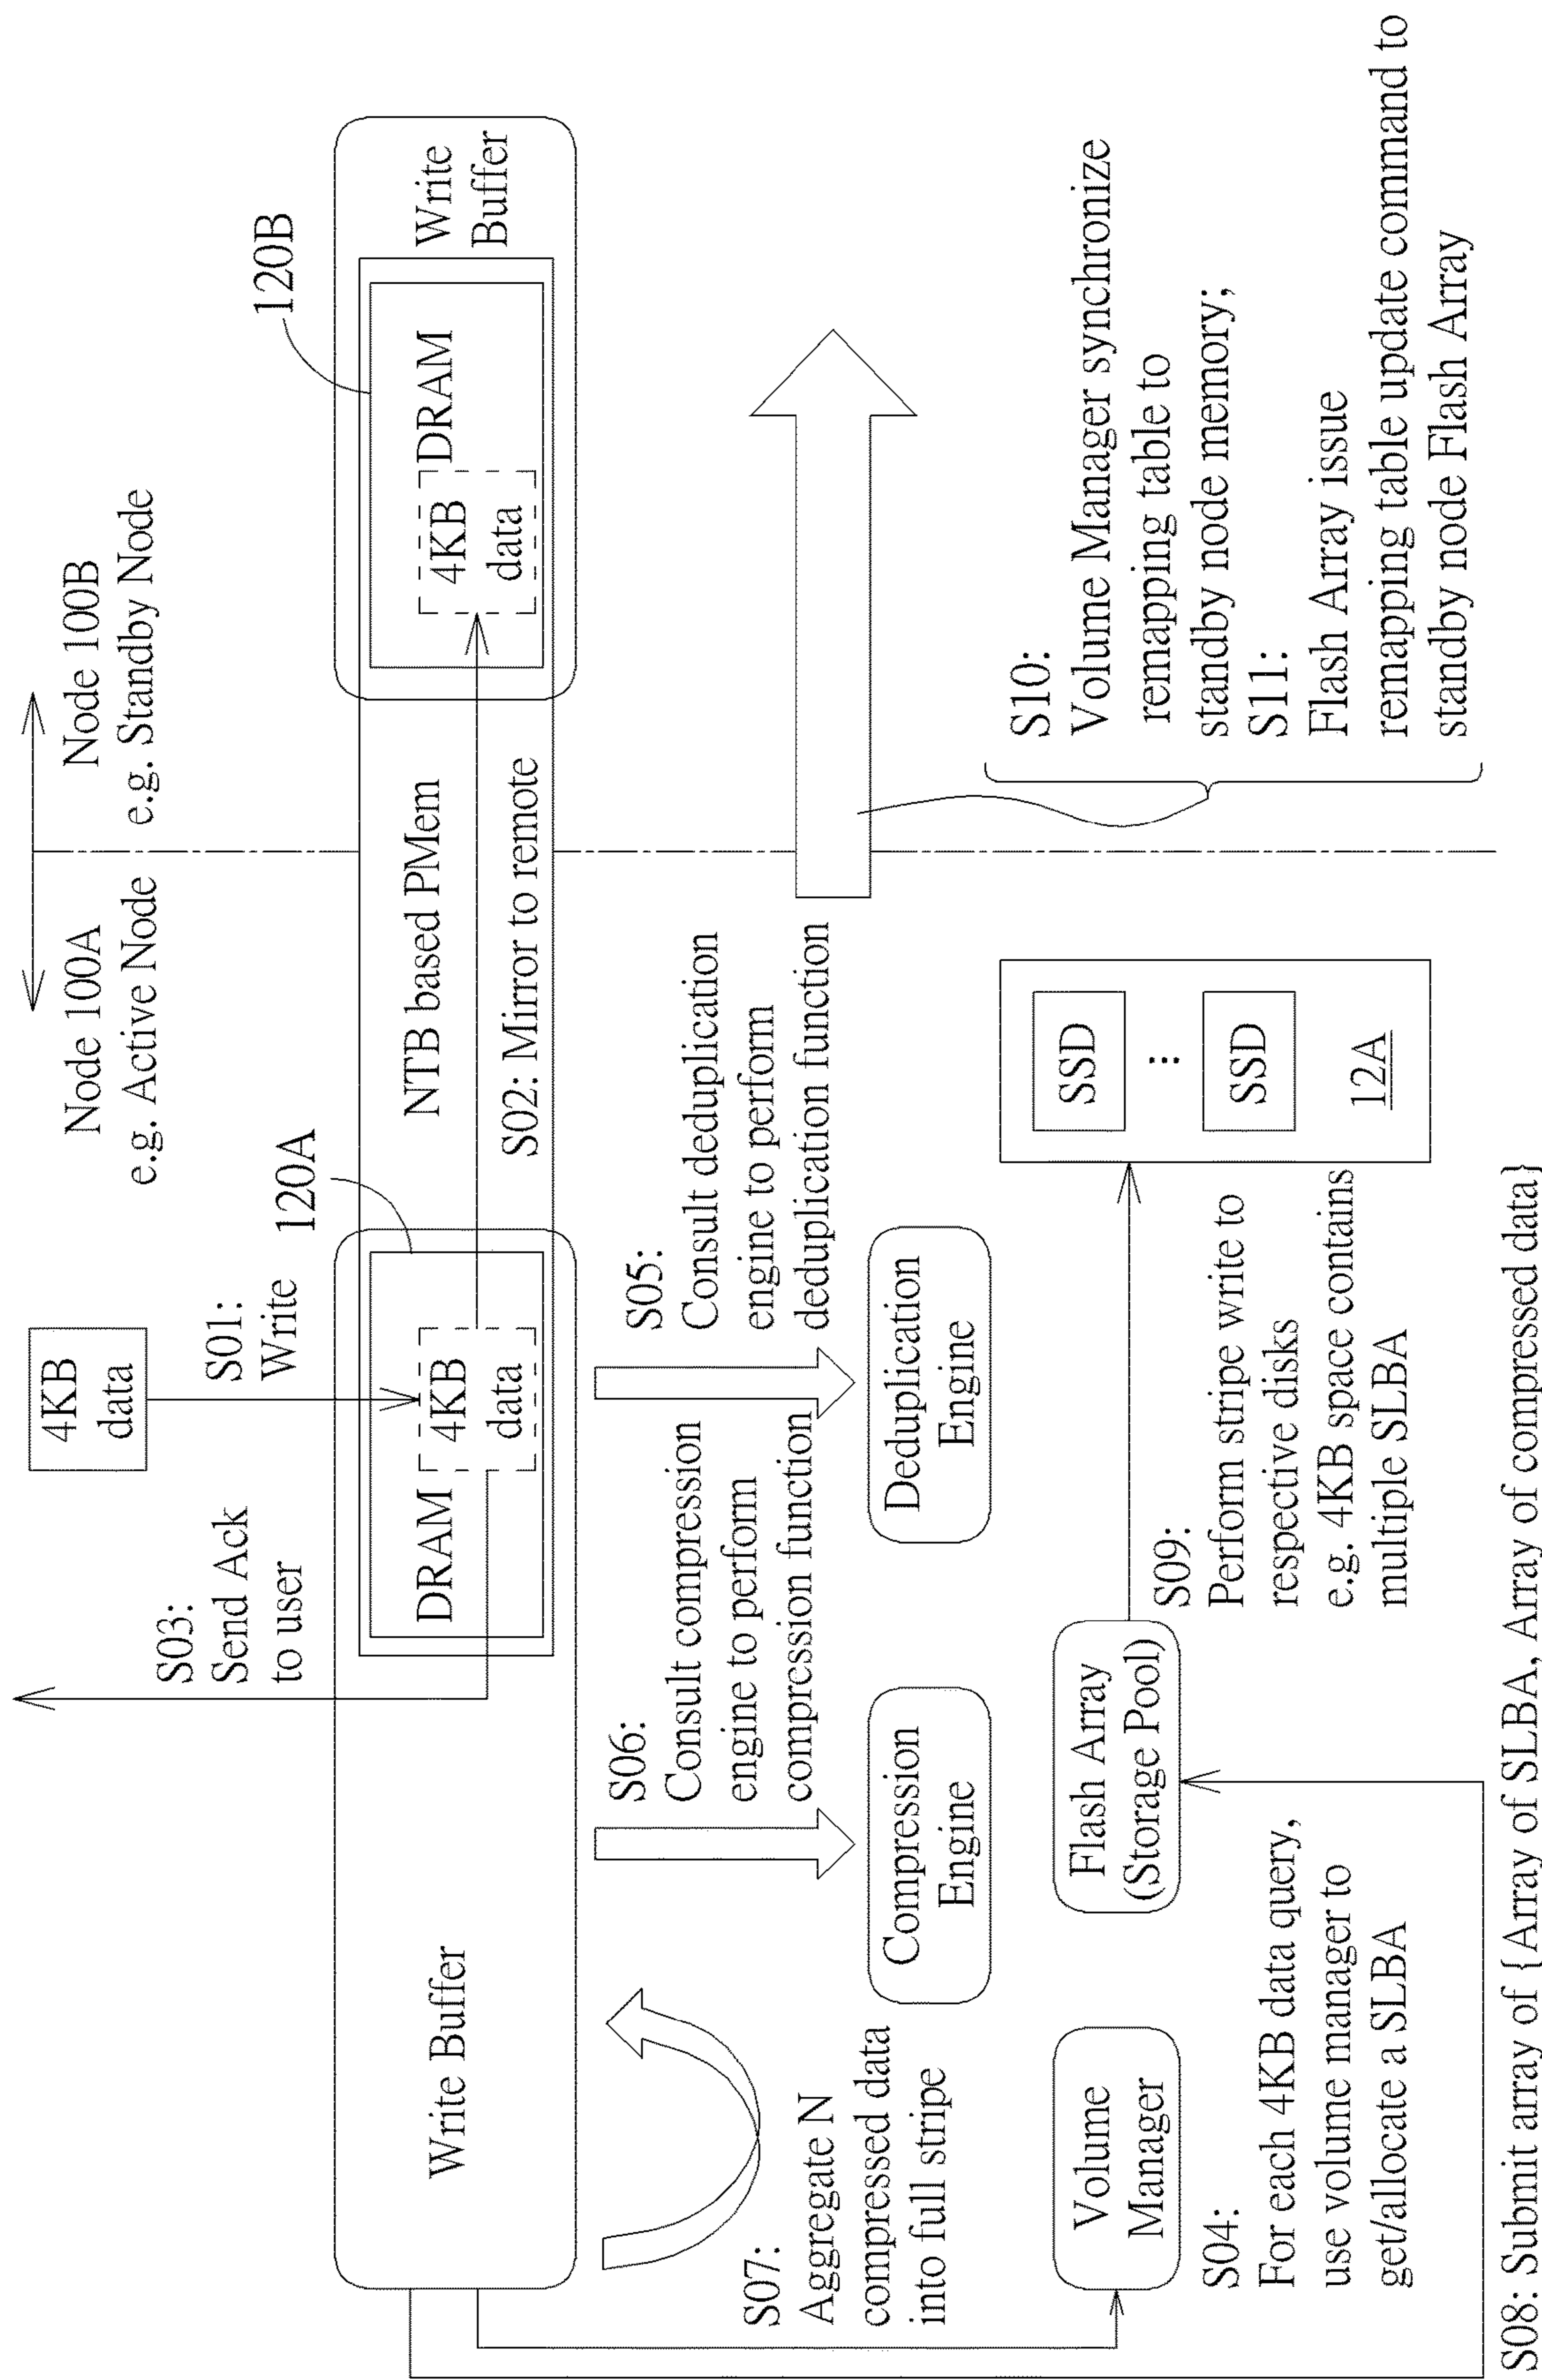 Node 100A
e.g. Active Node
Node 100B
e.g. Standby Node
4KB
data
S01:
Write
S03:
Send Ack
to user
120A
120B
Write Buffer
DRAM
4KB
data
NTB based PMem
S02: Mirror to remote
4KB
data
DRAM
Write
Buffer
S07:
Aggregate N
compressed data
into full stripe
S06:
Consult compression
engine to perform
compression function
S05:
Consult deduplication
engine to perform
deduplication function
Compression
Engine
Deduplication
Engine
Volume
Manager
S04:
For each 4KB data query,
use volume manager to
get/allocate a SLBA
Flash Array
(Storage Pool)
S09:
Perform stripe write to
respective disks
e.g. 4KB space contains
multiple SLBA
SSD
⋮
SSD
12A
S10:
Volume Manager synchronize
remapping table to
standby node memory;
S11:
Flash Array issue
remapping table update command to
standby node Flash Array
S08: Submit array of {Array of SLBA, Array of compressed data}